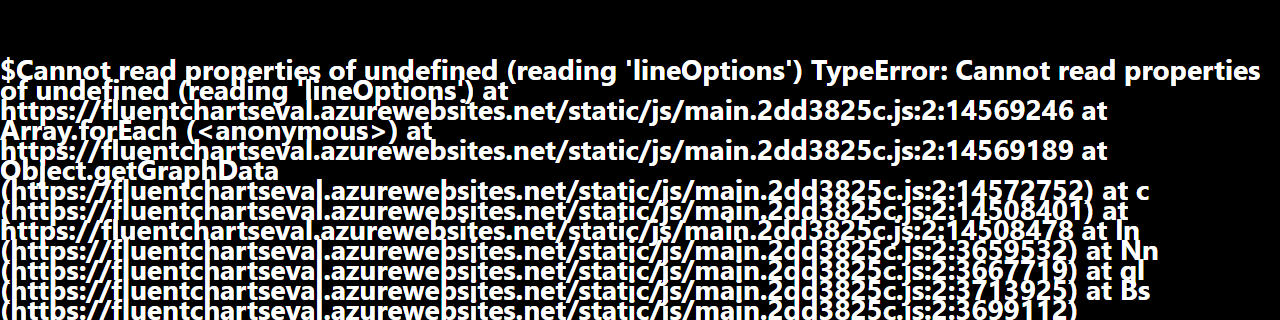 $Cannot read properties of undefined (reading 'lineOptions') TypeError: Cannot read properties
of undefined (reading 'lineOptions') at
https://fluentchartseval.azurewebsites.net/static/js/main.2dd3825c.js:2:14569246 at
Array.forEach (<anonymous>) at
https://fluentchartseval.azurewebsites.net/static/js/main.2dd3825c.js:2:14569189 at
Object.getGraphData
(https://fluentchartseval.azurewebsites.net/static/js/main.2dd3825c.js:2:14572752) at c
(https://fluentchartseval.azurewebsites.net/static/js/main.2dd3825c.js:2:14508401) at
https://fluentchartseval.azurewebsites.net/static/js/main.2dd3825c.js:2:14508478 at ln
(https://fluentchartseval.azurewebsites.net/static/js/main.2dd3825c.js:2:3659532) at Nn
(https://fluentchartseval.azurewebsites.net/static/js/main.2dd3825c.js:2:3667719) at gl
(https://fluentchartseval.azurewebsites.net/static/js/main.2dd3825c.js:2:3713925) at Bs
(https://fluentchartseval.azurewebsites.net/static/js/main.2dd3825c.js:2:3699112)